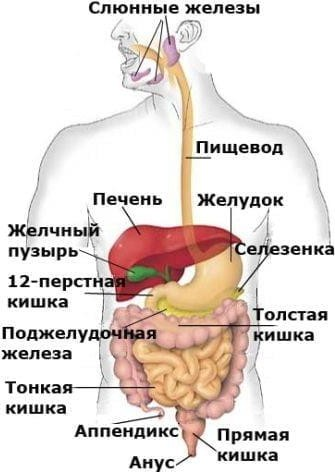 Слюнные железы
Пищевод
Печень
Желудок
Желчный
пузырь
Селезенка
12-перстная
кишка
Толстая
кишка
Поджелудочная
железа
Тонкая
кишка
Аппендикс
Прямая
кишка
Анус